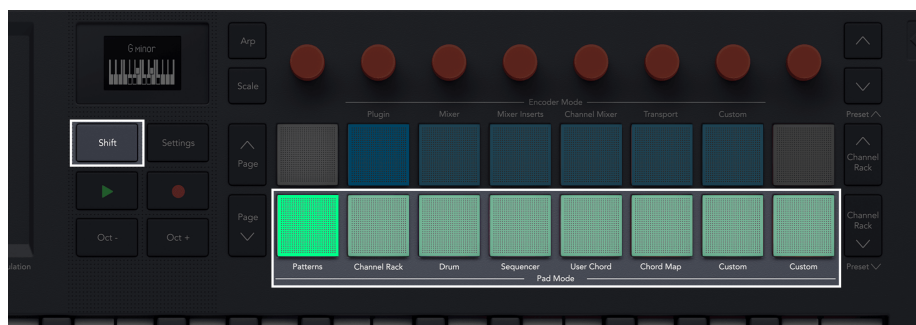 G minor
Arp
Scale
Encoder Mode
Plugin
Mixer
Mixer Inserts
Channel Mixer
Transport
Custom
Preset
Shift
Settings
Page
Channel
Rack
Page
Channel
Rack
Oct -
Oct +
Patterns
Channel Rack
Drum
Sequencer
User Chord
Chord Map
Custom
Custom
Preset
Pad Mode